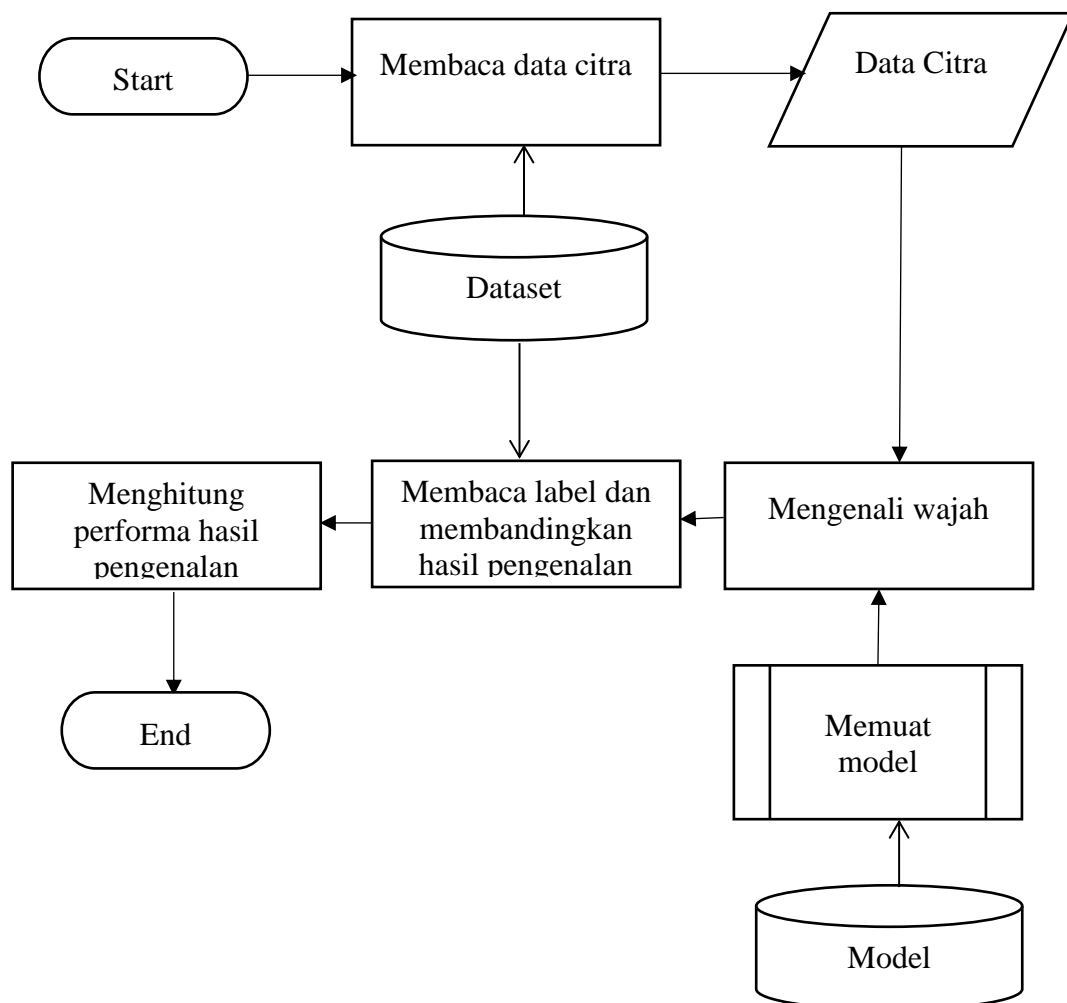 Start
Membaca data citra
Data Citra
Dataset
Menghitung
performa hasil
pengenalan
Membaca label dan
membandingkan
hasil pengenalan
Mengenali wajah
End
Memuat
model
Model